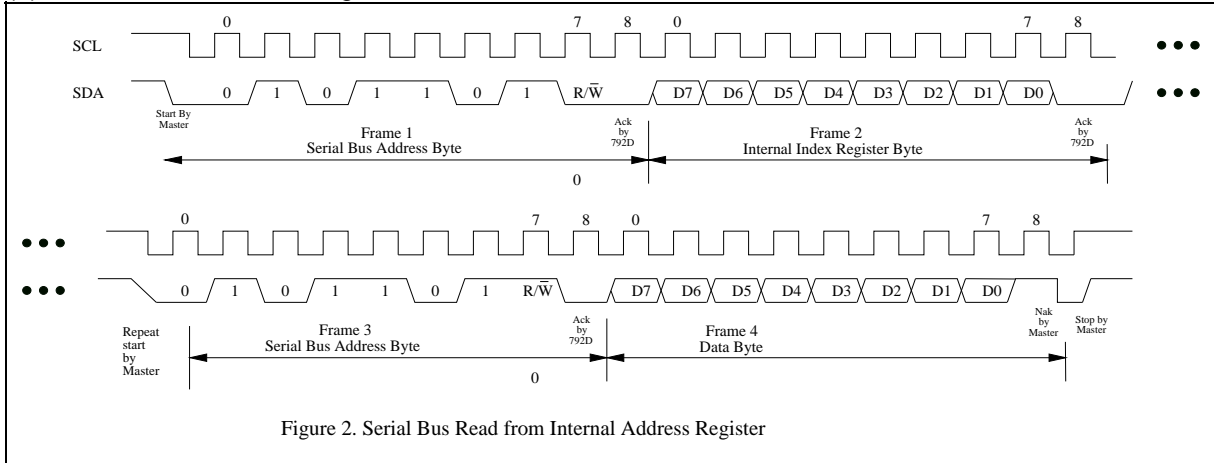 0 7 8 0 7 8
SCL
SDA 0 1 0 1 1 0 1 R/W̅ D7 D6 D5 D4 D3 D2 D1 D0
Start By
Master
Ack
by
792D
Ack
by
792D
Frame 1
Serial Bus Address Byte
Frame 2
Internal Index Register Byte
0
0 7 8 0 7 8
0 1 0 1 1 0 1 R/W̅ D7 D6 D5 D4 D3 D2 D1 D0
Repeat
start
by
Master
Frame 3
Serial Bus Address Byte
Ack
by
792D
Frame 4
Data Byte
Nak
by
Master
Stop by
Master
0
Figure 2. Serial Bus Read from Internal Address Register